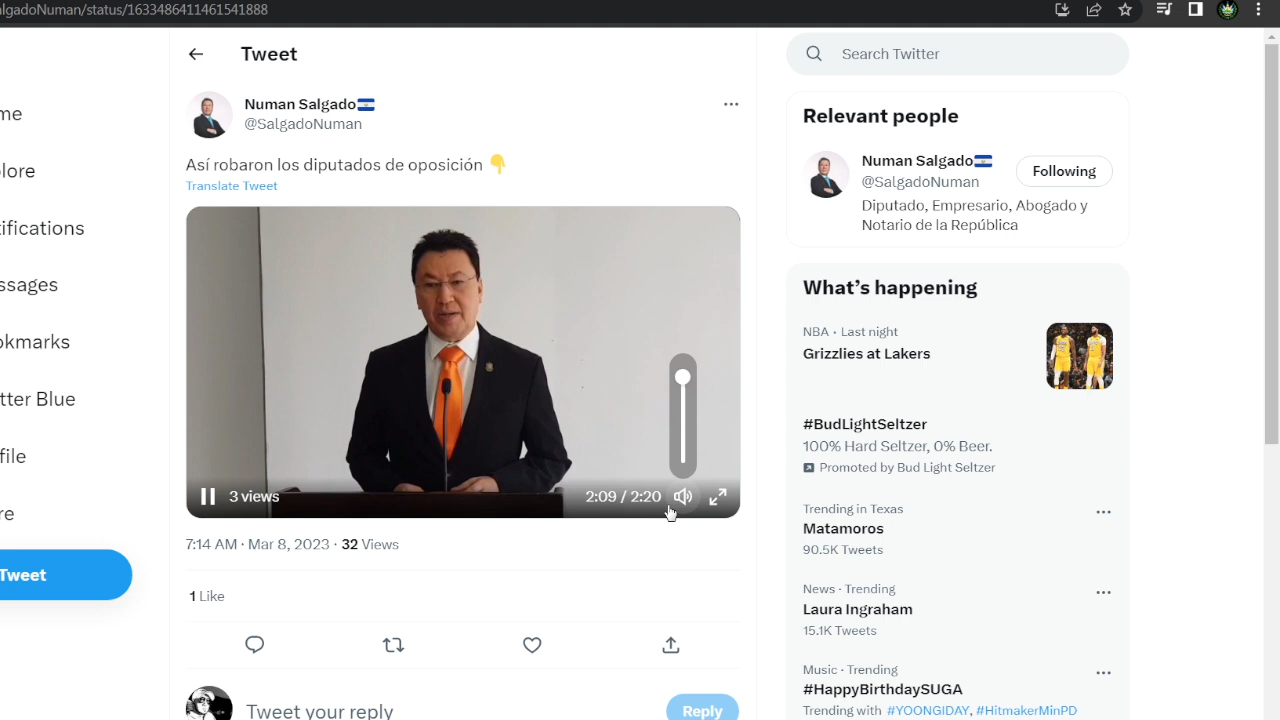 lgadoNuman/status/1633486411461541888
Tweet
Search Twitter
me
lore
ifications
ssages
okmarks
tter Blue
file
re
Tweet
Numan Salgado
@SalgadoNuman
Así robaron los diputados de oposición
Translate Tweet
3 views
2:09 / 2:20
7:14 AM · Mar 8, 2023 · 32 Views
1 Like
Tweet your reply
Reply
Relevant people
Numan Salgado
@SalgadoNuman
Following
Diputado, Empresario, Abogado y
Notario de la República
What's happening
NBA · Last night
Grizzlies at Lakers
#BudLightSeltzer
100% Hard Seltzer, 0% Beer.
Promoted by Bud Light Seltzer
Trending in Texas
Matamoros
90.5K Tweets
News · Trending
Laura Ingraham
15.1K Tweets
Music · Trending
#HappyBirthdaySUGA
Trending with #YOONGIDAY, #HitmakerMinPD